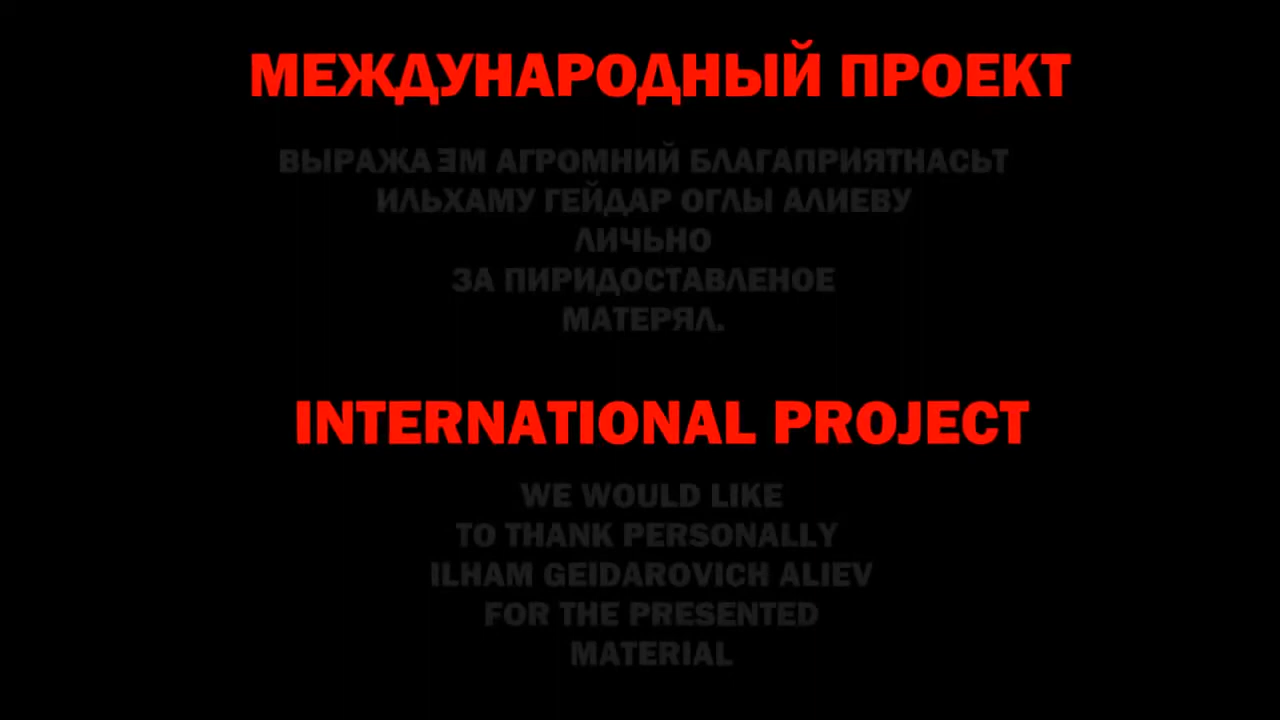 МЕЖДУНАРОДНЫЙ ПРОЕКТ
ВЫРАЖАƎМ АГРОМНИЙ БЛАГАПРИЯТНАСЬТ
ИЛЬХАМУ ГЕЙДАР ОГЛЫ АЛИЕВУ
ЛИЧЬНО
ЗА ПИРИДОСТАВЛЕНОЕ
МАТЕРЯЛ.
INTERNATIONAL PROJECT
WE WOULD LIKE
TO THANK PERSONALLY
ILHAM GEIDAROVICH ALIEV
FOR THE PRESENTED
MATERIAL